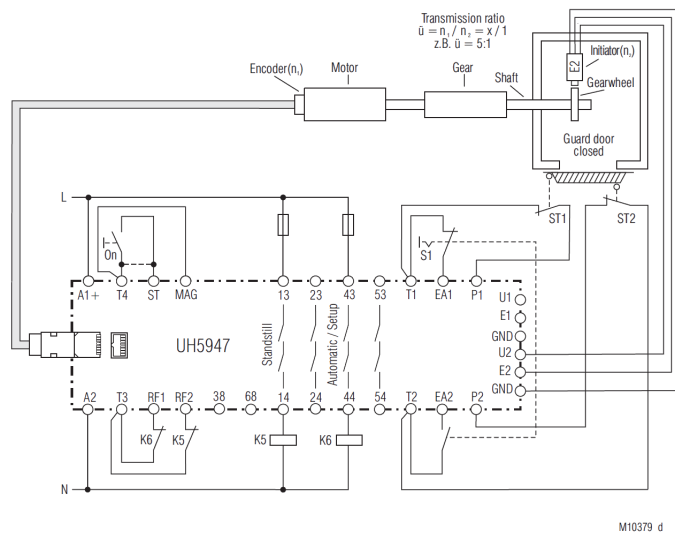 Transmission ratio
ü = n₁ / n₂ = x / 1
z.B. ü = 5:1
Encoder(n₁)
Motor
Gear
Shaft
E2
Initiator(n₂)
Gearwheel
Guard door
closed
L
On
S1
ST1
ST2
A1+
T4
ST
MAG
13
23
43
53
T1
EA1
P1
U1
E1
GND
U2
E2
GND
UH5947
Standstill
Automatic / Setup
A2
T3
RF1
RF2
38
68
14
24
44
54
T2
EA2
P2
K6
K5
K5
K6
N
M10379 d